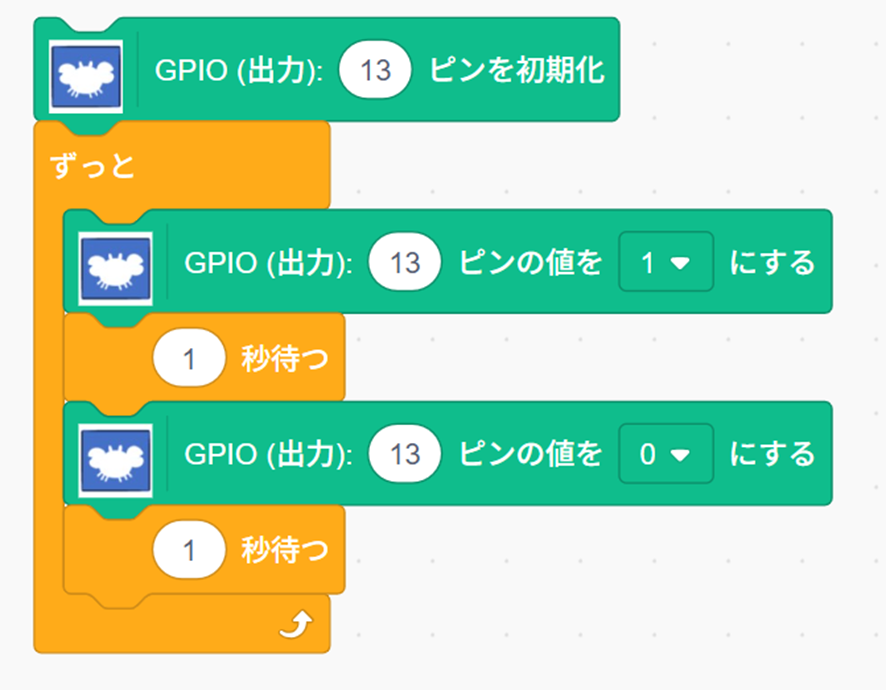 GPIO (出力): 13 ピンを初期化
ずっと
GPIO (出力): 13 ピンの値を 1 にする
1 秒待つ
GPIO (出力): 13 ピンの値を 0 にする
1 秒待つ